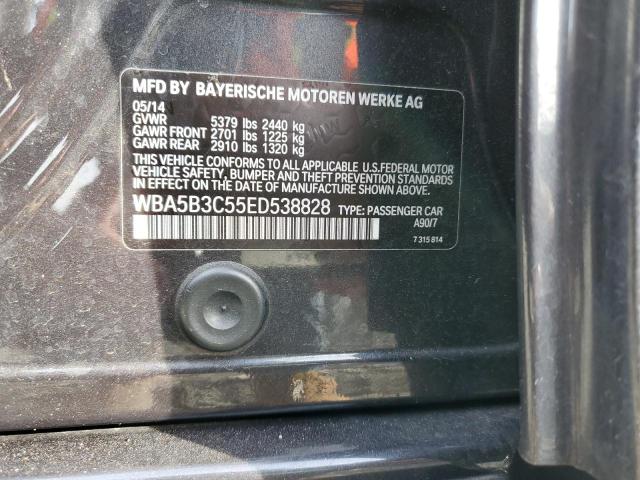 MFD BY BAYERISCHE MOTOREN WERKE AG
05/14
GVWR 5379 lbs 2440 kg
GAWR FRONT 2701 lbs 1225 kg
GAWR REAR 2910 lbs 1320 kg
THIS VEHICLE CONFORMS TO ALL APPLICABLE U.S. FEDERAL MOTOR
VEHICLE SAFETY, BUMPER, AND THEFT PREVENTION STANDARDS
IN EFFECT ON THE DATE OF MANUFACTURE SHOWN ABOVE.
WBA5B3C55ED538828 TYPE: PASSENGER CAR
A90/7
7 315 814